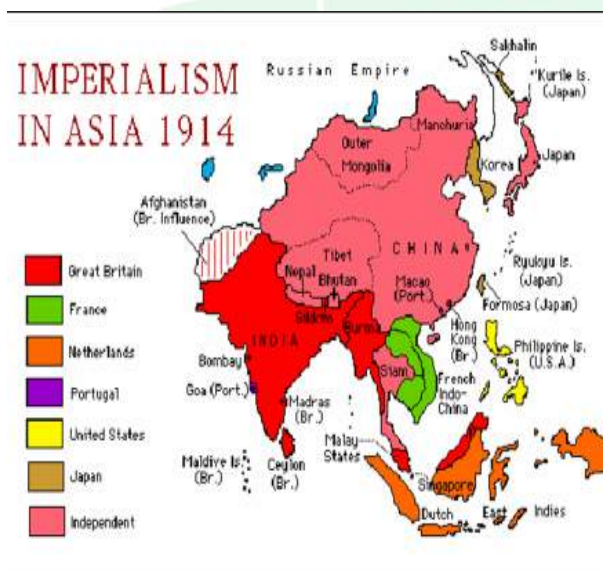 IMPERIALISM
IN ASIA 1914
Russian Empire
Sakhalin
Kurile Is.
(Japan)
Manchuria
Outer
Mongolia
Korea
Japan
Afghanistan
(Br. Influence)
Tibet
CHINA
Nepal
Bhutan
Macao
(Port.)
Ryukyu Is.
(Japan)
Sikkim
Formosa (Japan)
INDIA
Burma
Hong
Kong
(Br.)
Philippine Is.
(U.S.A.)
Bombay
Siam
French
Indo-
China
Goa (Port.)
Madras
(Br.)
Malay
States
Maldive Is.
(Br.)
Ceylon
(Br.)
Singapore
Dutch East Indies
Great Britain
France
Netherlands
Portugal
United States
Japan
Independent